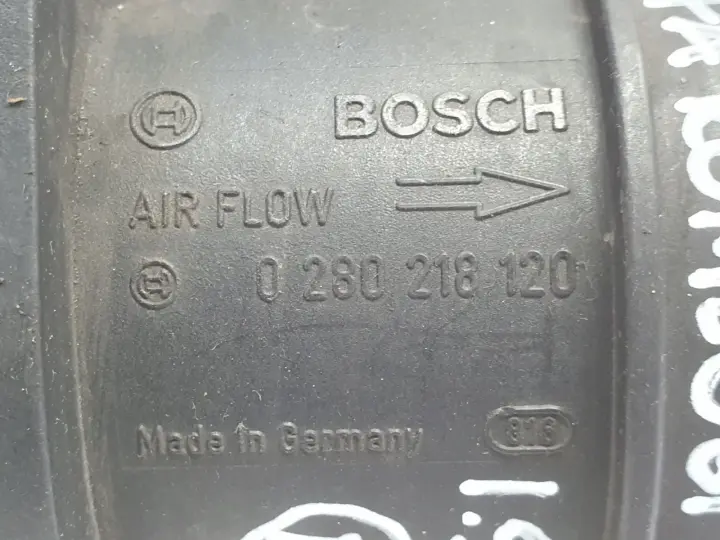 BOSCH
AIR FLOW
0 280 218 120
Made in Germany
816